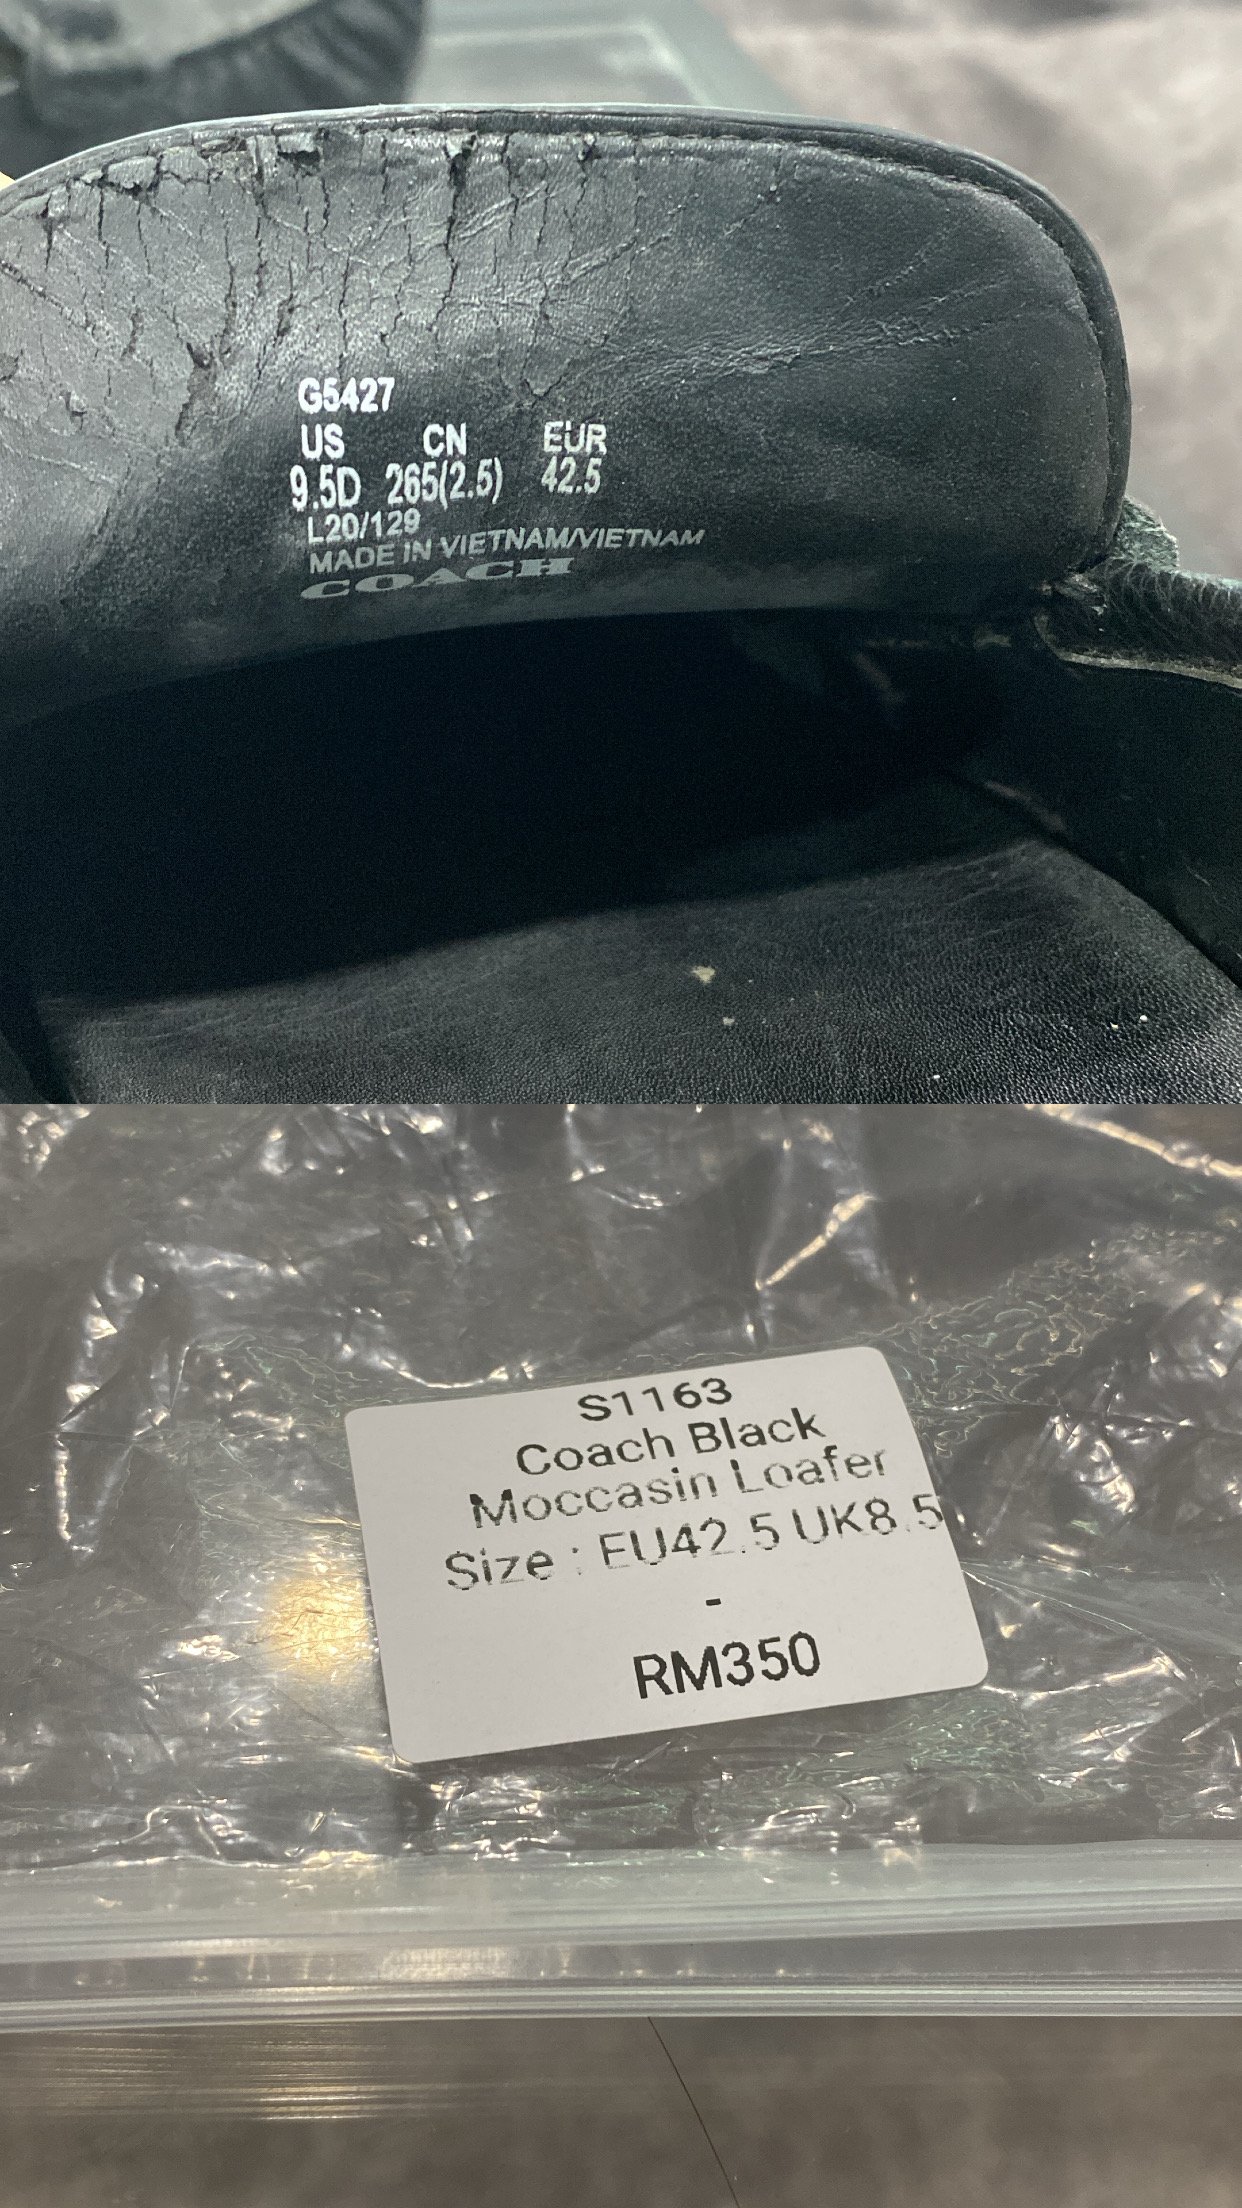 G5427
US CN EUR
9.5D 265(2.5) 42.5
L20/129
MADE IN VIETNAM/VIETNAM
COACH
S1163
Coach Black
Moccasin Loafer
Size : EU42.5 UK8.5
-
RM350